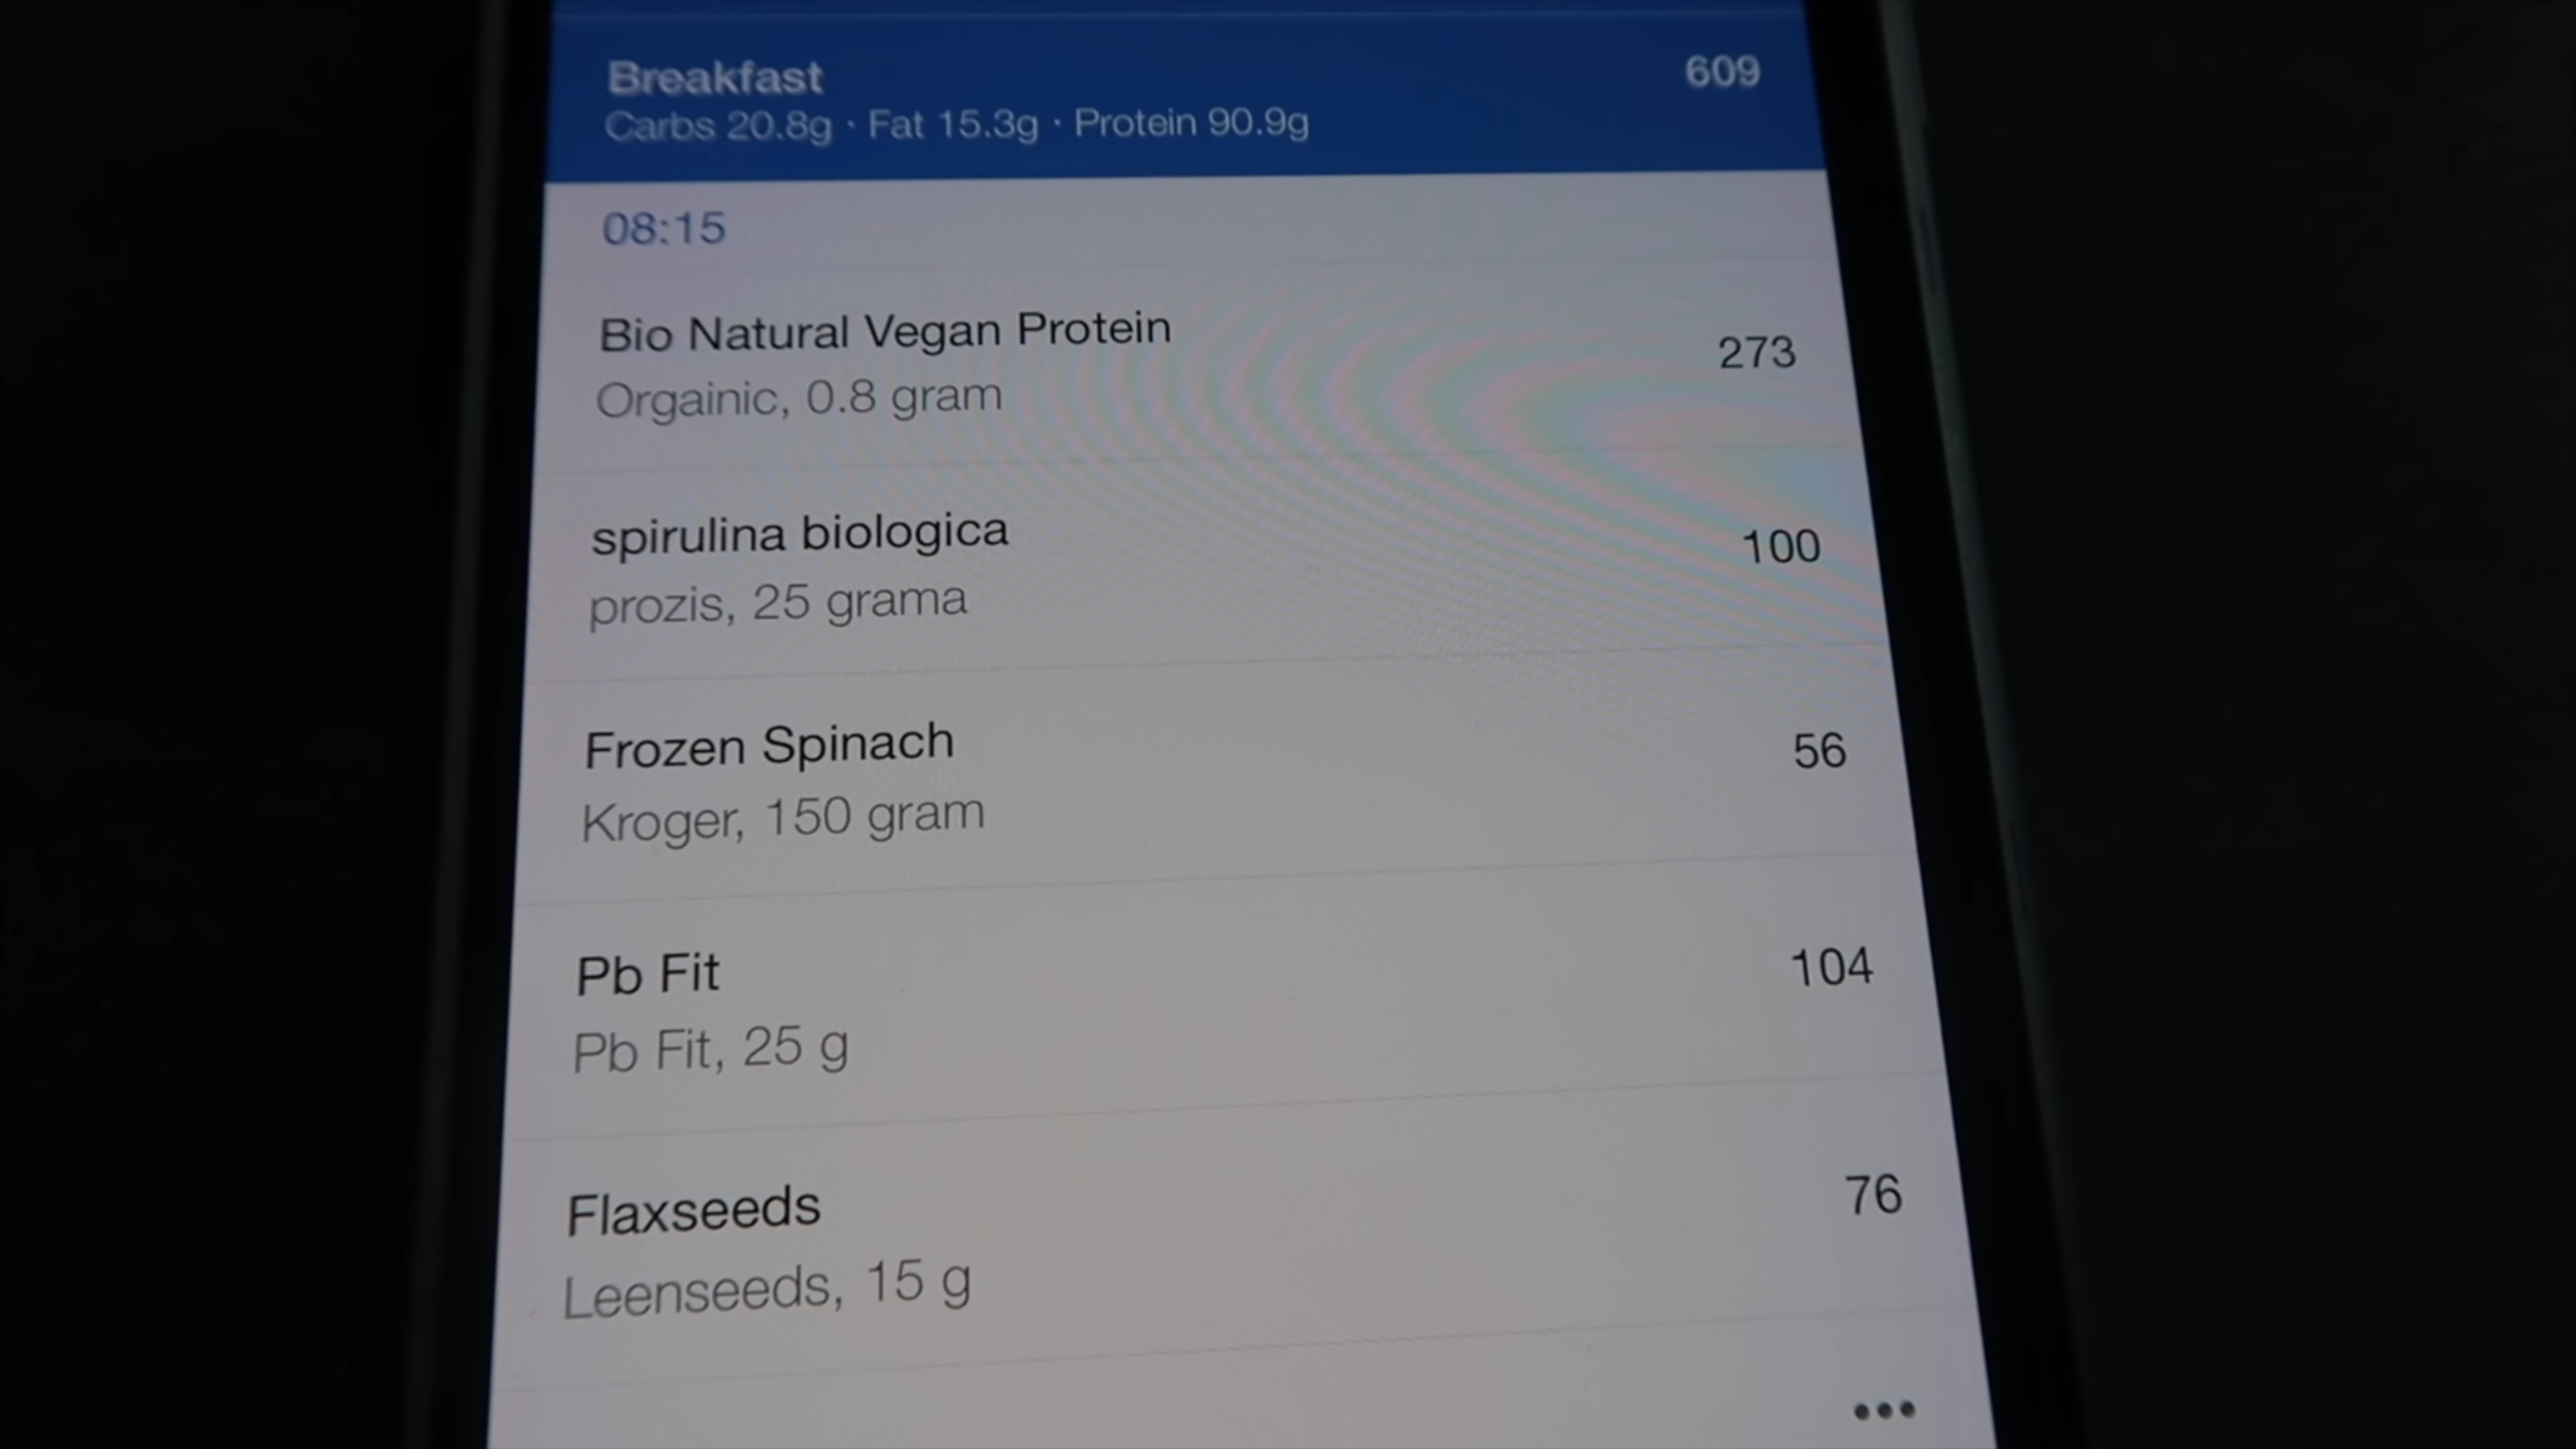 Breakfast 609
Carbs 20.8g · Fat 15.3g · Protein 90.9g
08:15
Bio Natural Vegan Protein
Orgainic, 0.8 gram
273
spirulina biologica
prozis, 25 grama
100
Frozen Spinach
Kroger, 150 gram
56
Pb Fit
Pb Fit, 25 g
104
Flaxseeds
Leenseeds, 15 g
76